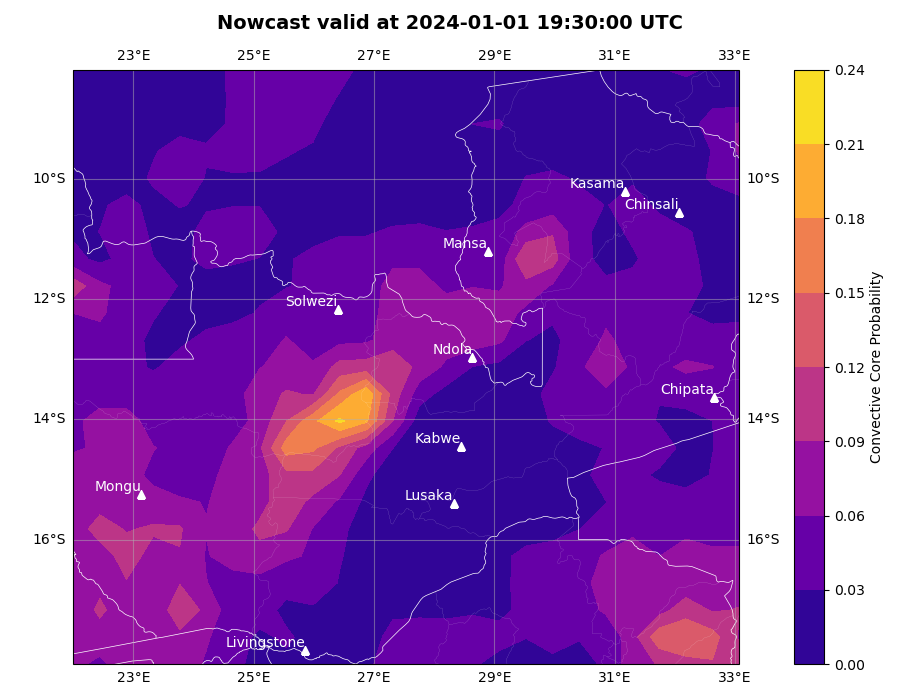 Nowcast valid at 2024-01-01 19:30:00 UTC
23°E 25°E 27°E 29°E 31°E 33°E
0.24
0.21
10°S 10°S
Kasama
Chinsali
0.18
Mansa
0.15
12°S 12°S
Solwezi
Ndola
0.12
Chipata
14°S 14°S
Kabwe
0.09
Mongu
Lusaka
0.06
16°S 16°S
0.03
Livingstone
0.00
23°E 25°E 27°E 29°E 31°E 33°E
Convective Core Probability